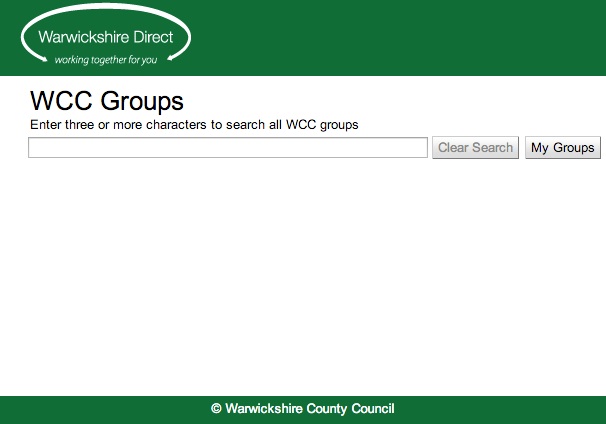 Warwickshire Direct
working together for you
WCC Groups
Enter three or more characters to search all WCC groups
Clear Search My Groups
© Warwickshire County Council